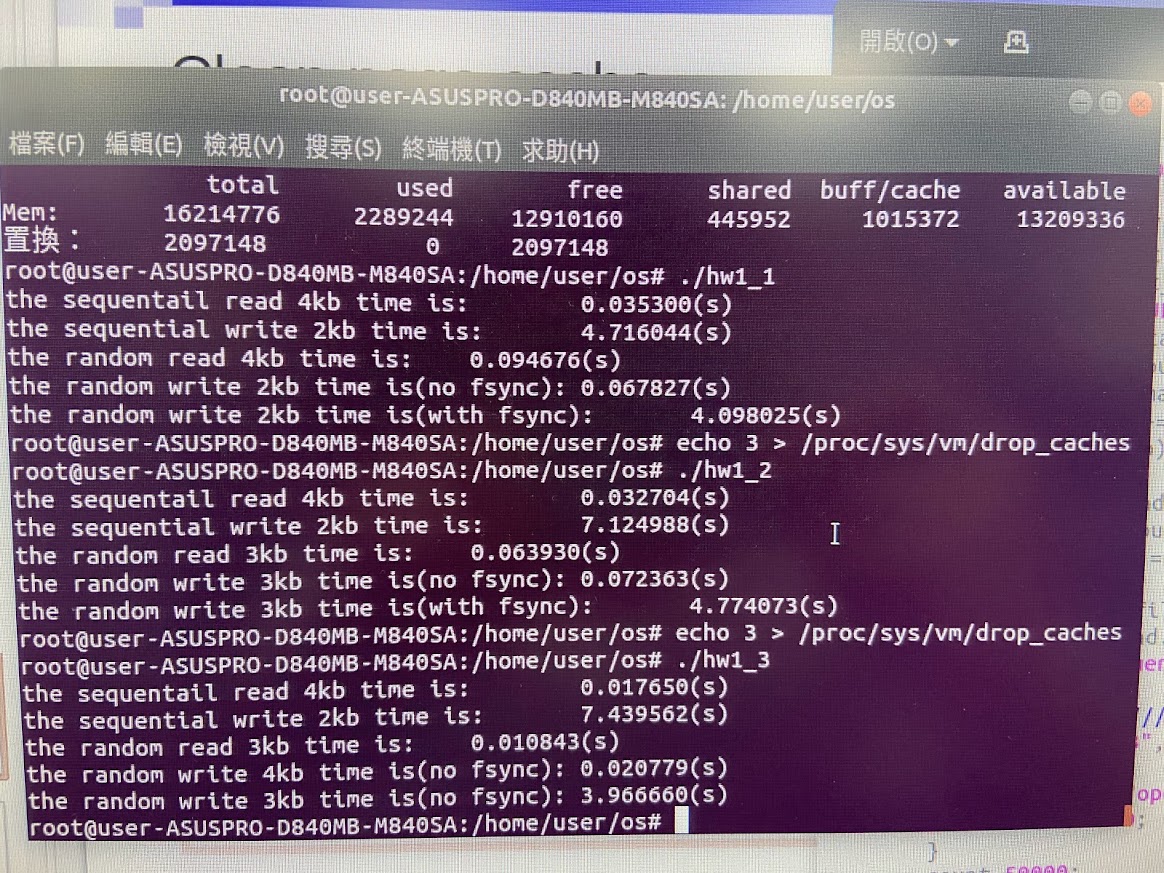 開啟(O)
Clean page cache
root@user-ASUSPRO-D840MB-M840SA: /home/user/os
檔案(F) 編輯(E) 檢視(V) 搜尋(S) 終端機(T) 求助(H)
total used free shared buff/cache available
Mem: 16214776 2289244 12910160 445952 1015372 13209336
置換： 2097148 0 2097148
root@user-ASUSPRO-D840MB-M840SA:/home/user/os# ./hw1_1
the sequentail read 4kb time is: 0.035300(s)
the sequential write 2kb time is: 4.716044(s)
the random read 4kb time is: 0.094676(s)
the random write 2kb time is(no fsync): 0.067827(s)
the random write 2kb time is(with fsync): 4.098025(s)
root@user-ASUSPRO-D840MB-M840SA:/home/user/os# echo 3 > /proc/sys/vm/drop_caches
root@user-ASUSPRO-D840MB-M840SA:/home/user/os# ./hw1_2
the sequentail read 4kb time is: 0.032704(s)
the sequential write 2kb time is: 7.124988(s)
the random read 3kb time is: 0.063930(s)
the random write 3kb time is(no fsync): 0.072363(s)
the random write 3kb time is(with fsync): 4.774073(s)
root@user-ASUSPRO-D840MB-M840SA:/home/user/os# echo 3 > /proc/sys/vm/drop_caches
root@user-ASUSPRO-D840MB-M840SA:/home/user/os# ./hw1_3
the sequentail read 4kb time is: 0.017650(s)
the sequential write 2kb time is: 7.439562(s)
the random read 3kb time is: 0.010843(s)
the random write 4kb time is(no fsync): 0.020779(s)
the random write 3kb time is(no fsync): 3.966660(s)
root@user-ASUSPRO-D840MB-M840SA:/home/user/os#
}